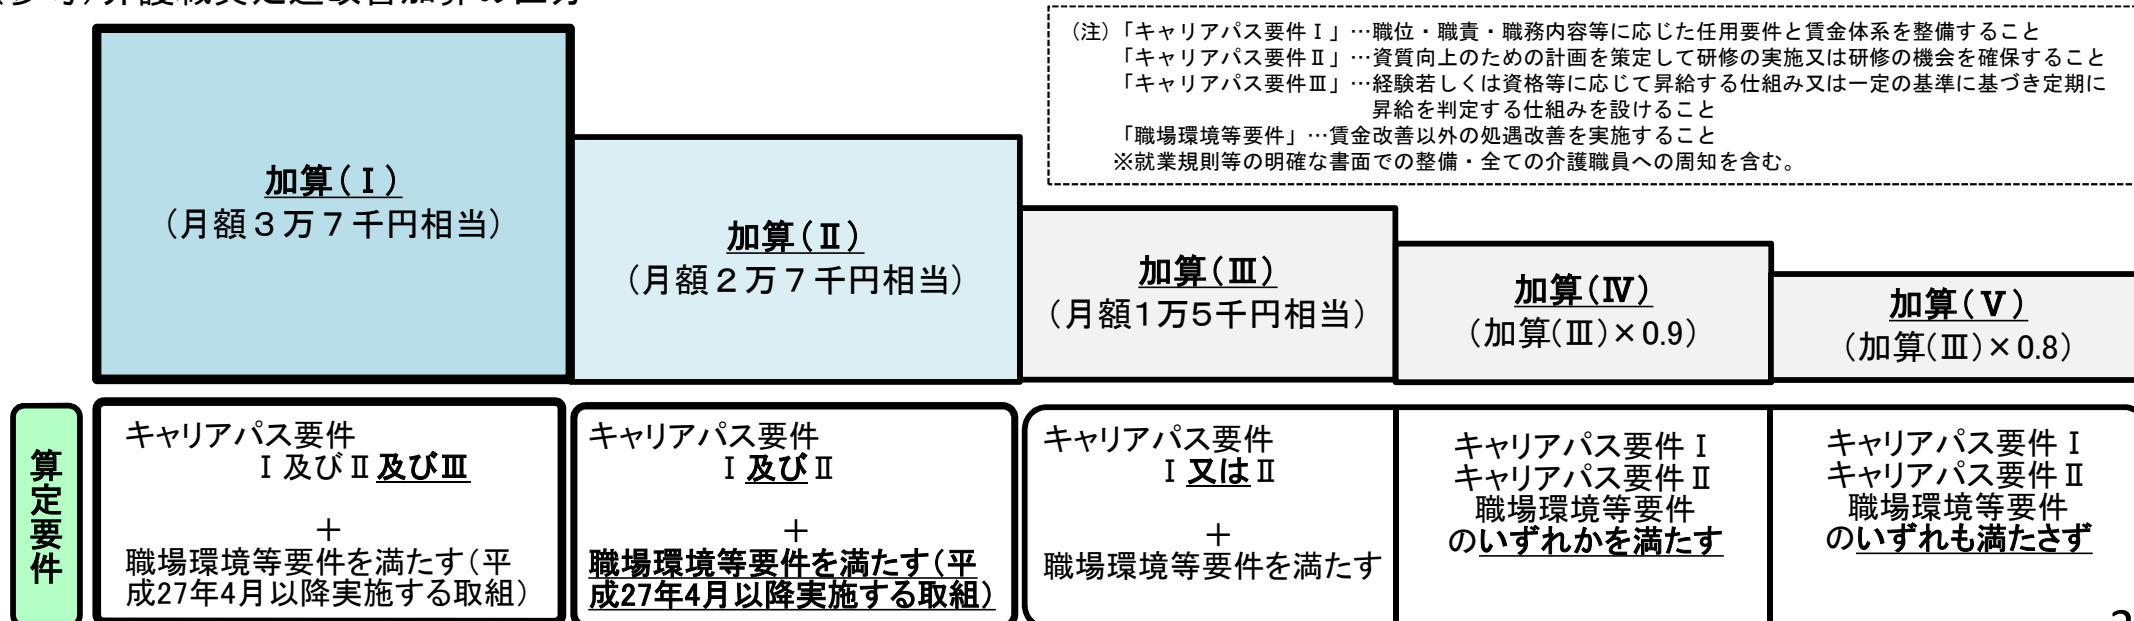 (注)「キャリアパス要件Ⅰ」…職位・職責・職務内容等に応じた任用要件と賃金体系を整備すること
「キャリアパス要件Ⅱ」…資質向上のための計画を策定して研修の実施又は研修の機会を確保すること
「キャリアパス要件Ⅲ」…経験若しくは資格等に応じて昇給する仕組み又は一定の基準に基づき定期に
昇給を判定する仕組みを設けること
「職場環境等要件」…賃金改善以外の処遇改善を実施すること
※就業規則等の明確な書面での整備・全ての介護職員への周知を含む。
加算(Ⅰ)
(月額３万７千円相当)
加算(Ⅱ)
(月額２万７千円相当)
加算(Ⅲ)
(月額1万5千円相当)
加算(Ⅳ)
(加算(Ⅲ)×0.9)
加算(Ⅴ)
(加算(Ⅲ)×0.8)
算定要件
キャリアパス要件
Ⅰ及びⅡ及びⅢ
＋
職場環境等要件を満たす(平
成27年4月以降実施する取組)
キャリアパス要件
Ⅰ及びⅡ
＋
職場環境等要件を満たす(平
成27年4月以降実施する取組)
キャリアパス要件
Ⅰ又はⅡ
＋
職場環境等要件を満たす
キャリアパス要件Ⅰ
キャリアパス要件Ⅱ
職場環境等要件
のいずれかを満たす
キャリアパス要件Ⅰ
キャリアパス要件Ⅱ
職場環境等要件
のいずれも満たさず